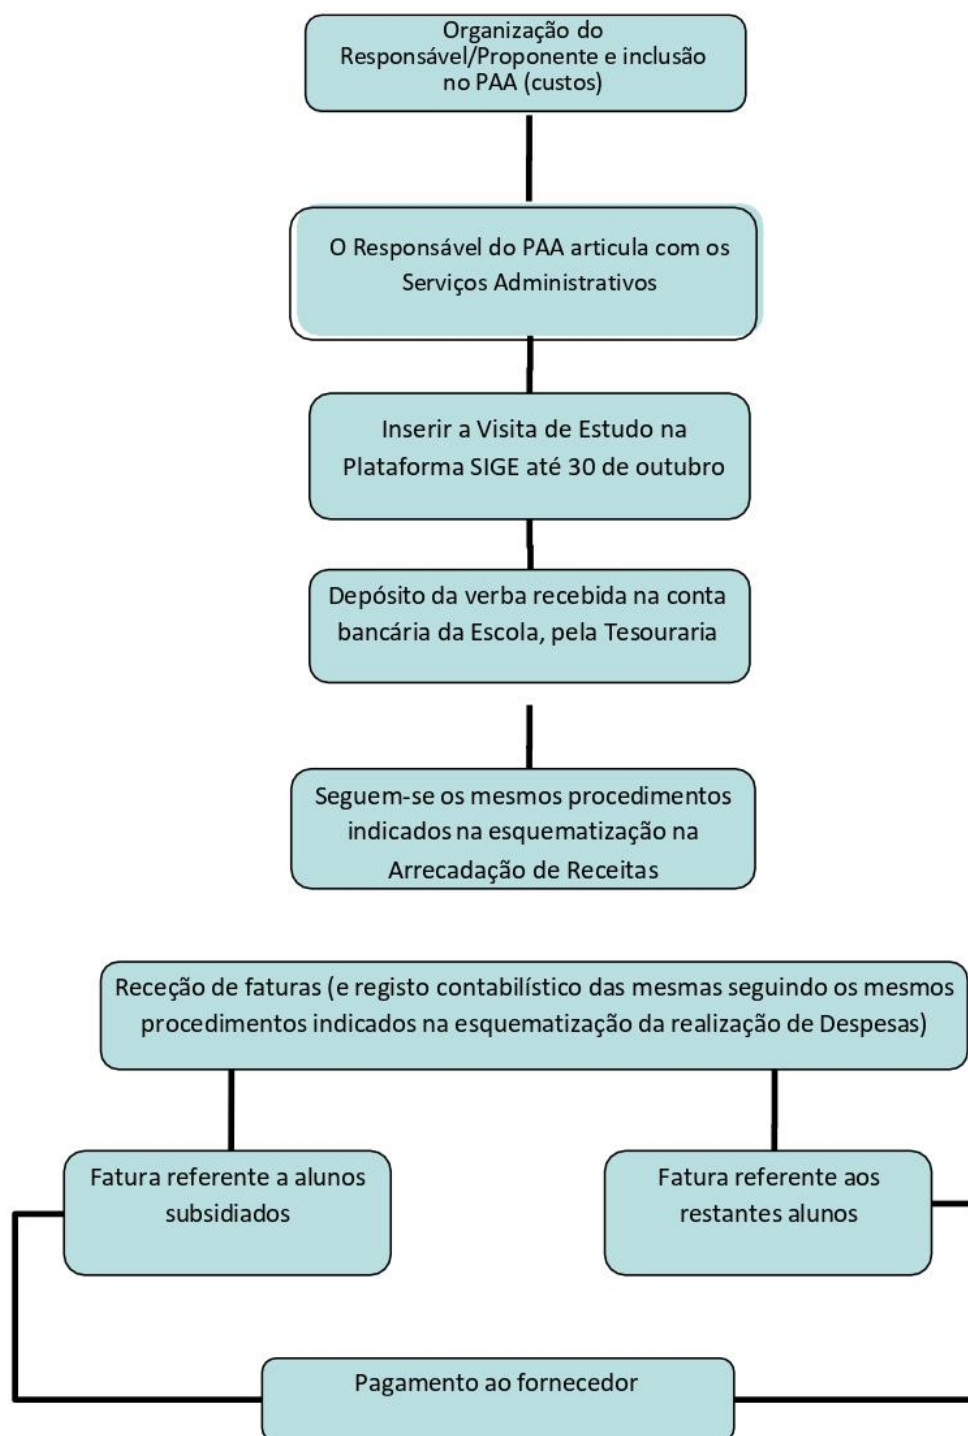 Organização do
Responsável/Proponente e inclusão
no PAA (custos)
O Responsável do PAA articula com os
Serviços Administrativos
Inserir a Visita de Estudo na
Plataforma SIGE até 30 de outubro
Depósito da verba recebida na conta
bancária da Escola, pela Tesouraria
Seguem-se os mesmos procedimentos
indicados na esquematização na
Arrecadação de Receitas
Receção de faturas (e registo contabilístico das mesmas seguindo os mesmos
procedimentos indicados na esquematização da realização de Despesas)
Fatura referente a alunos
subsidiados
Fatura referente aos
restantes alunos
Pagamento ao fornecedor